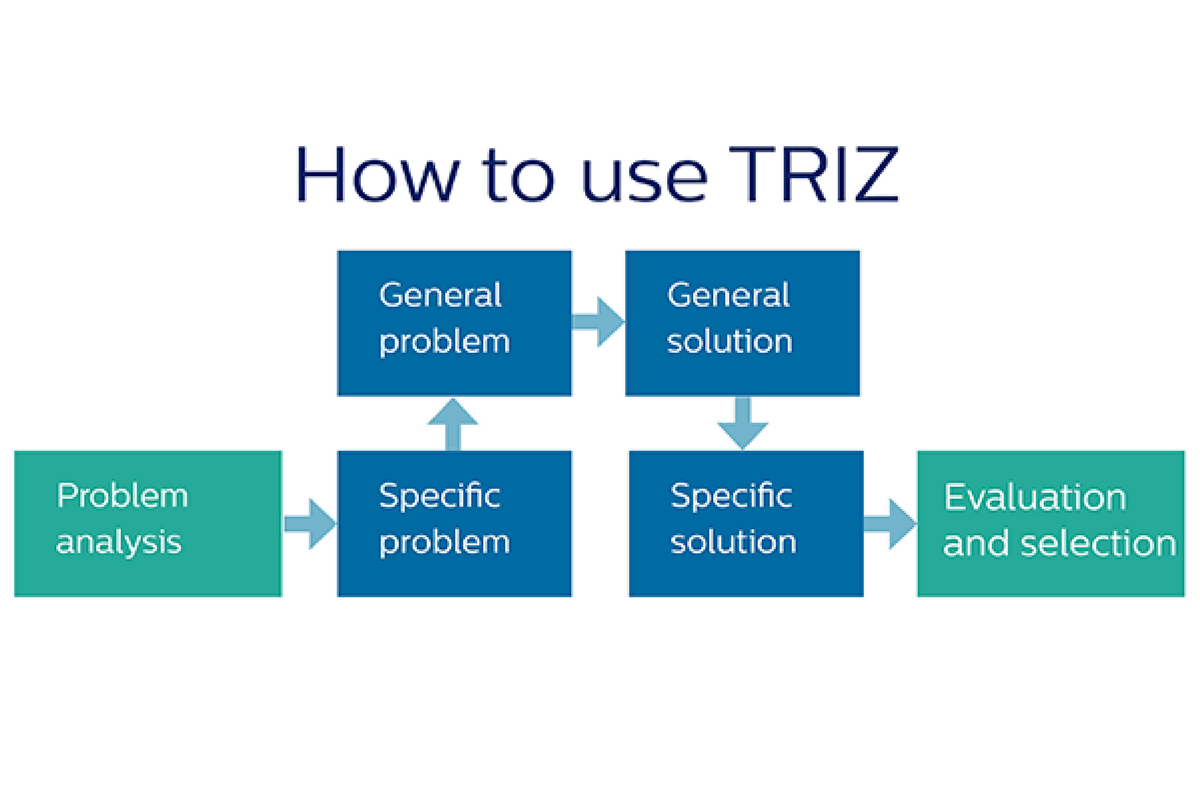 How to use TRIZ
General
problem
General
solution
Problem
analysis
Specific
problem
Specific
solution
Evaluation
and selection